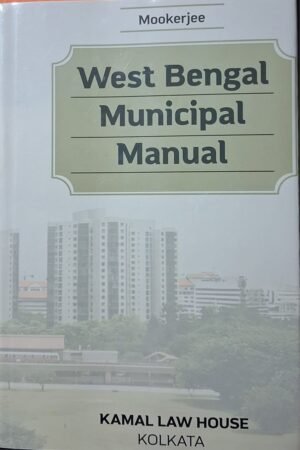 Mookerjee
West Bengal
Municipal
Manual
KAMAL LAW HOUSE
KOLKATA